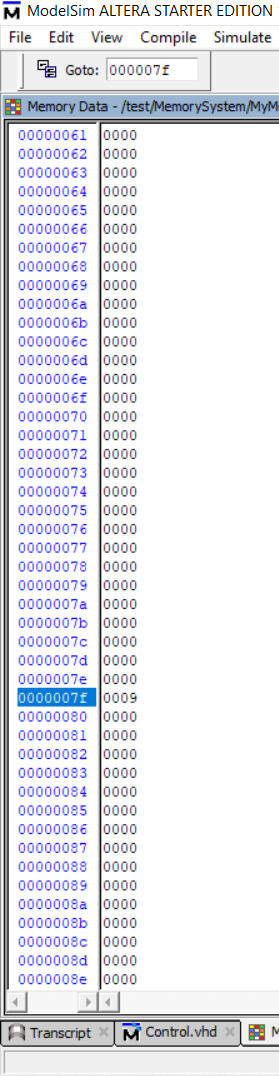 ModelSim ALTERA STARTER EDITION
File Edit View Compile Simulate
Goto: 000007f
Memory Data - /test/MemorySystem/MyM
00000061 0000
00000062 0000
00000063 0000
00000064 0000
00000065 0000
00000066 0000
00000067 0000
00000068 0000
00000069 0000
0000006a 0000
0000006b 0000
0000006c 0000
0000006d 0000
0000006e 0000
0000006f 0000
00000070 0000
00000071 0000
00000072 0000
00000073 0000
00000074 0000
00000075 0000
00000076 0000
00000077 0000
00000078 0000
00000079 0000
0000007a 0000
0000007b 0000
0000007c 0000
0000007d 0000
0000007e 0000
0000007f 0009
00000080 0000
00000081 0000
00000082 0000
00000083 0000
00000084 0000
00000085 0000
00000086 0000
00000087 0000
00000088 0000
00000089 0000
0000008a 0000
0000008b 0000
0000008c 0000
0000008d 0000
0000008e 0000
Transcript Control.vhd M